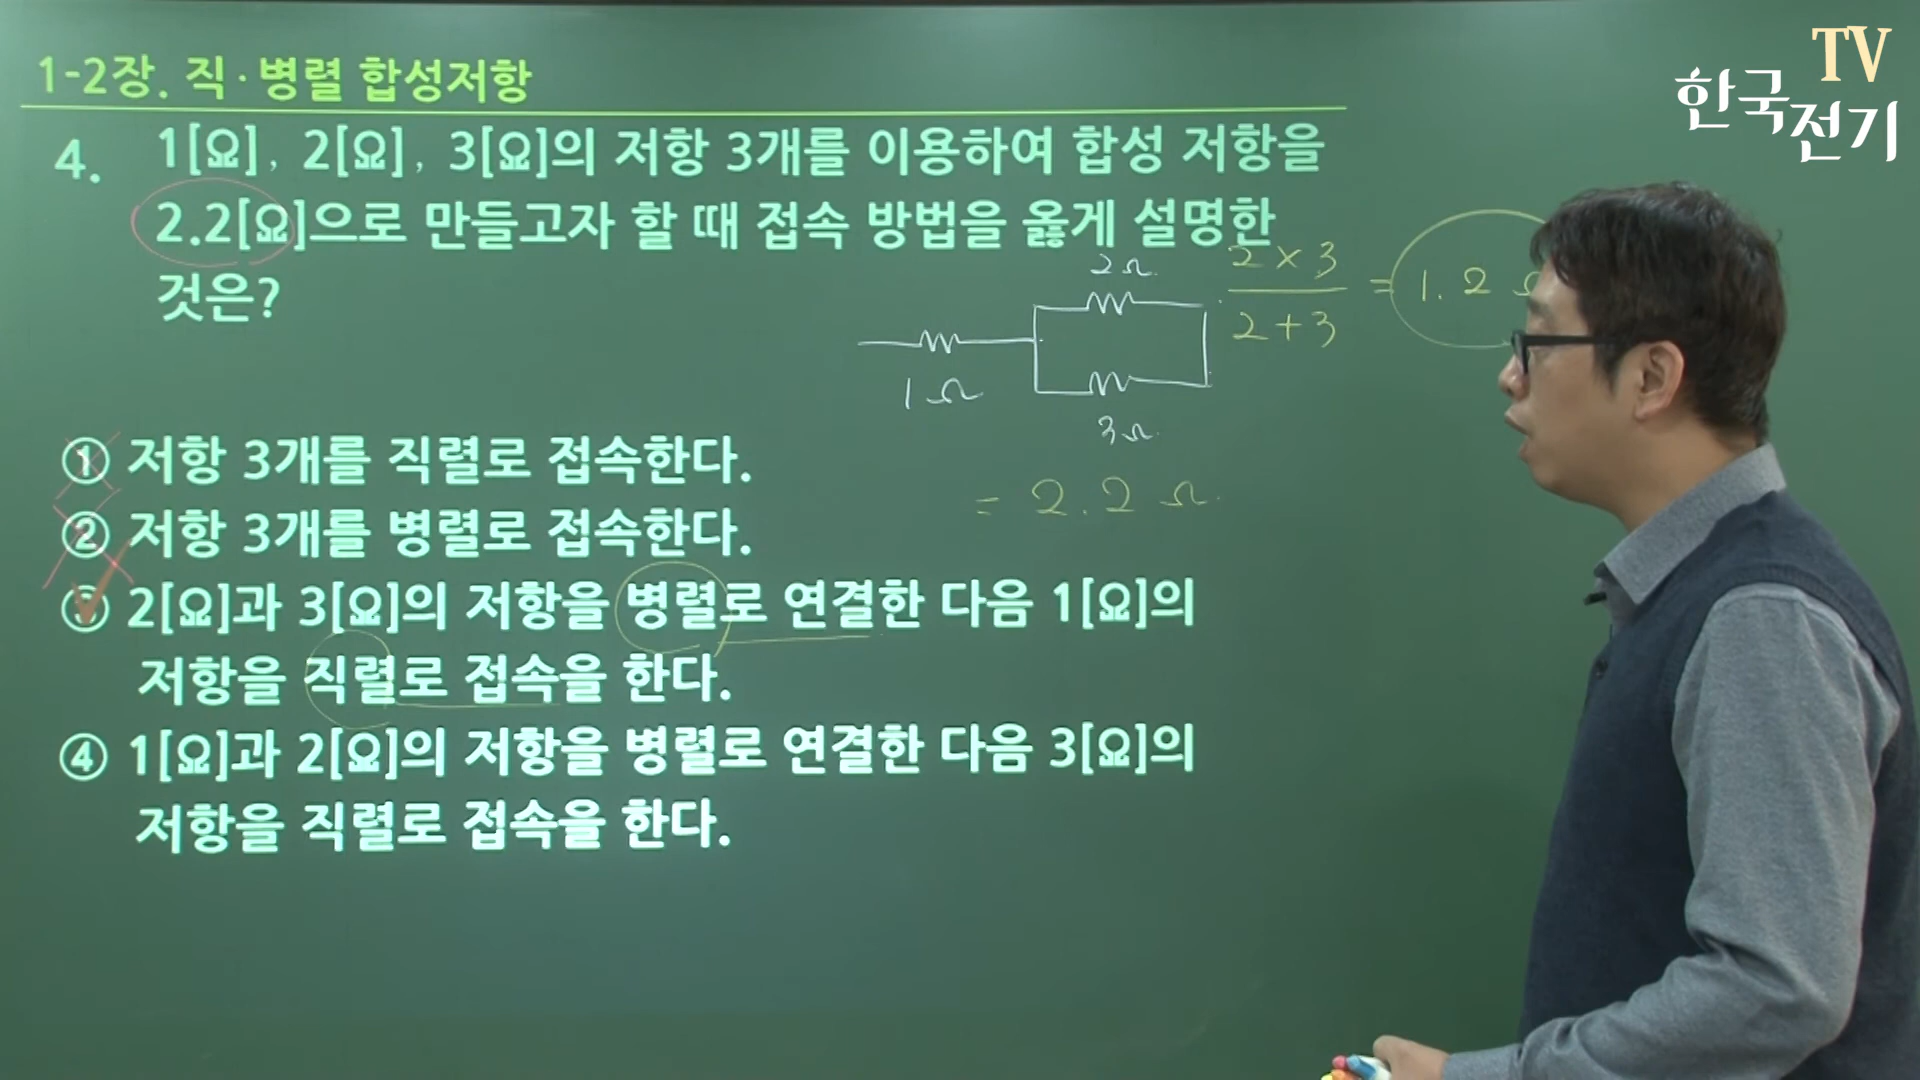 TV
한국전기
1-2장. 직·병렬 합성저항
4. 1[Ω], 2[Ω], 3[Ω]의 저항 3개를 이용하여 합성 저항을
2.2[Ω]으로 만들고자 할 때 접속 방법을 옳게 설명한
것은?
2Ω
1Ω
3Ω
2×3
2+3
= 1.2 Ω
= 2.2 Ω
① 저항 3개를 직렬로 접속한다.
② 저항 3개를 병렬로 접속한다.
③ 2[Ω]과 3[Ω]의 저항을 병렬로 연결한 다음 1[Ω]의
저항을 직렬로 접속을 한다.
④ 1[Ω]과 2[Ω]의 저항을 병렬로 연결한 다음 3[Ω]의
저항을 직렬로 접속을 한다.